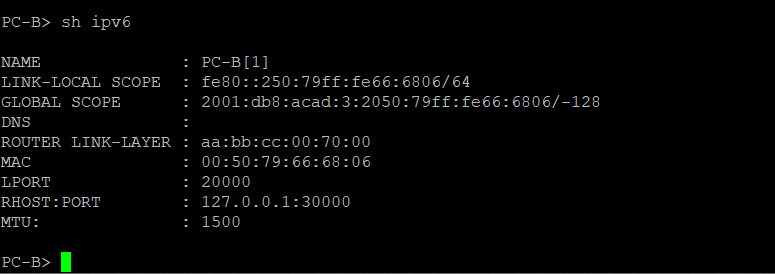 PC-B> sh ipv6
NAME : PC-B[1]
LINK-LOCAL SCOPE : fe80::250:79ff:fe66:6806/64
GLOBAL SCOPE : 2001:db8:acad:3:2050:79ff:fe66:6806/-128
DNS :
ROUTER LINK-LAYER : aa:bb:cc:00:70:00
MAC : 00:50:79:66:68:06
LPORT : 20000
RHOST:PORT : 127.0.0.1:30000
MTU: : 1500
PC-B>